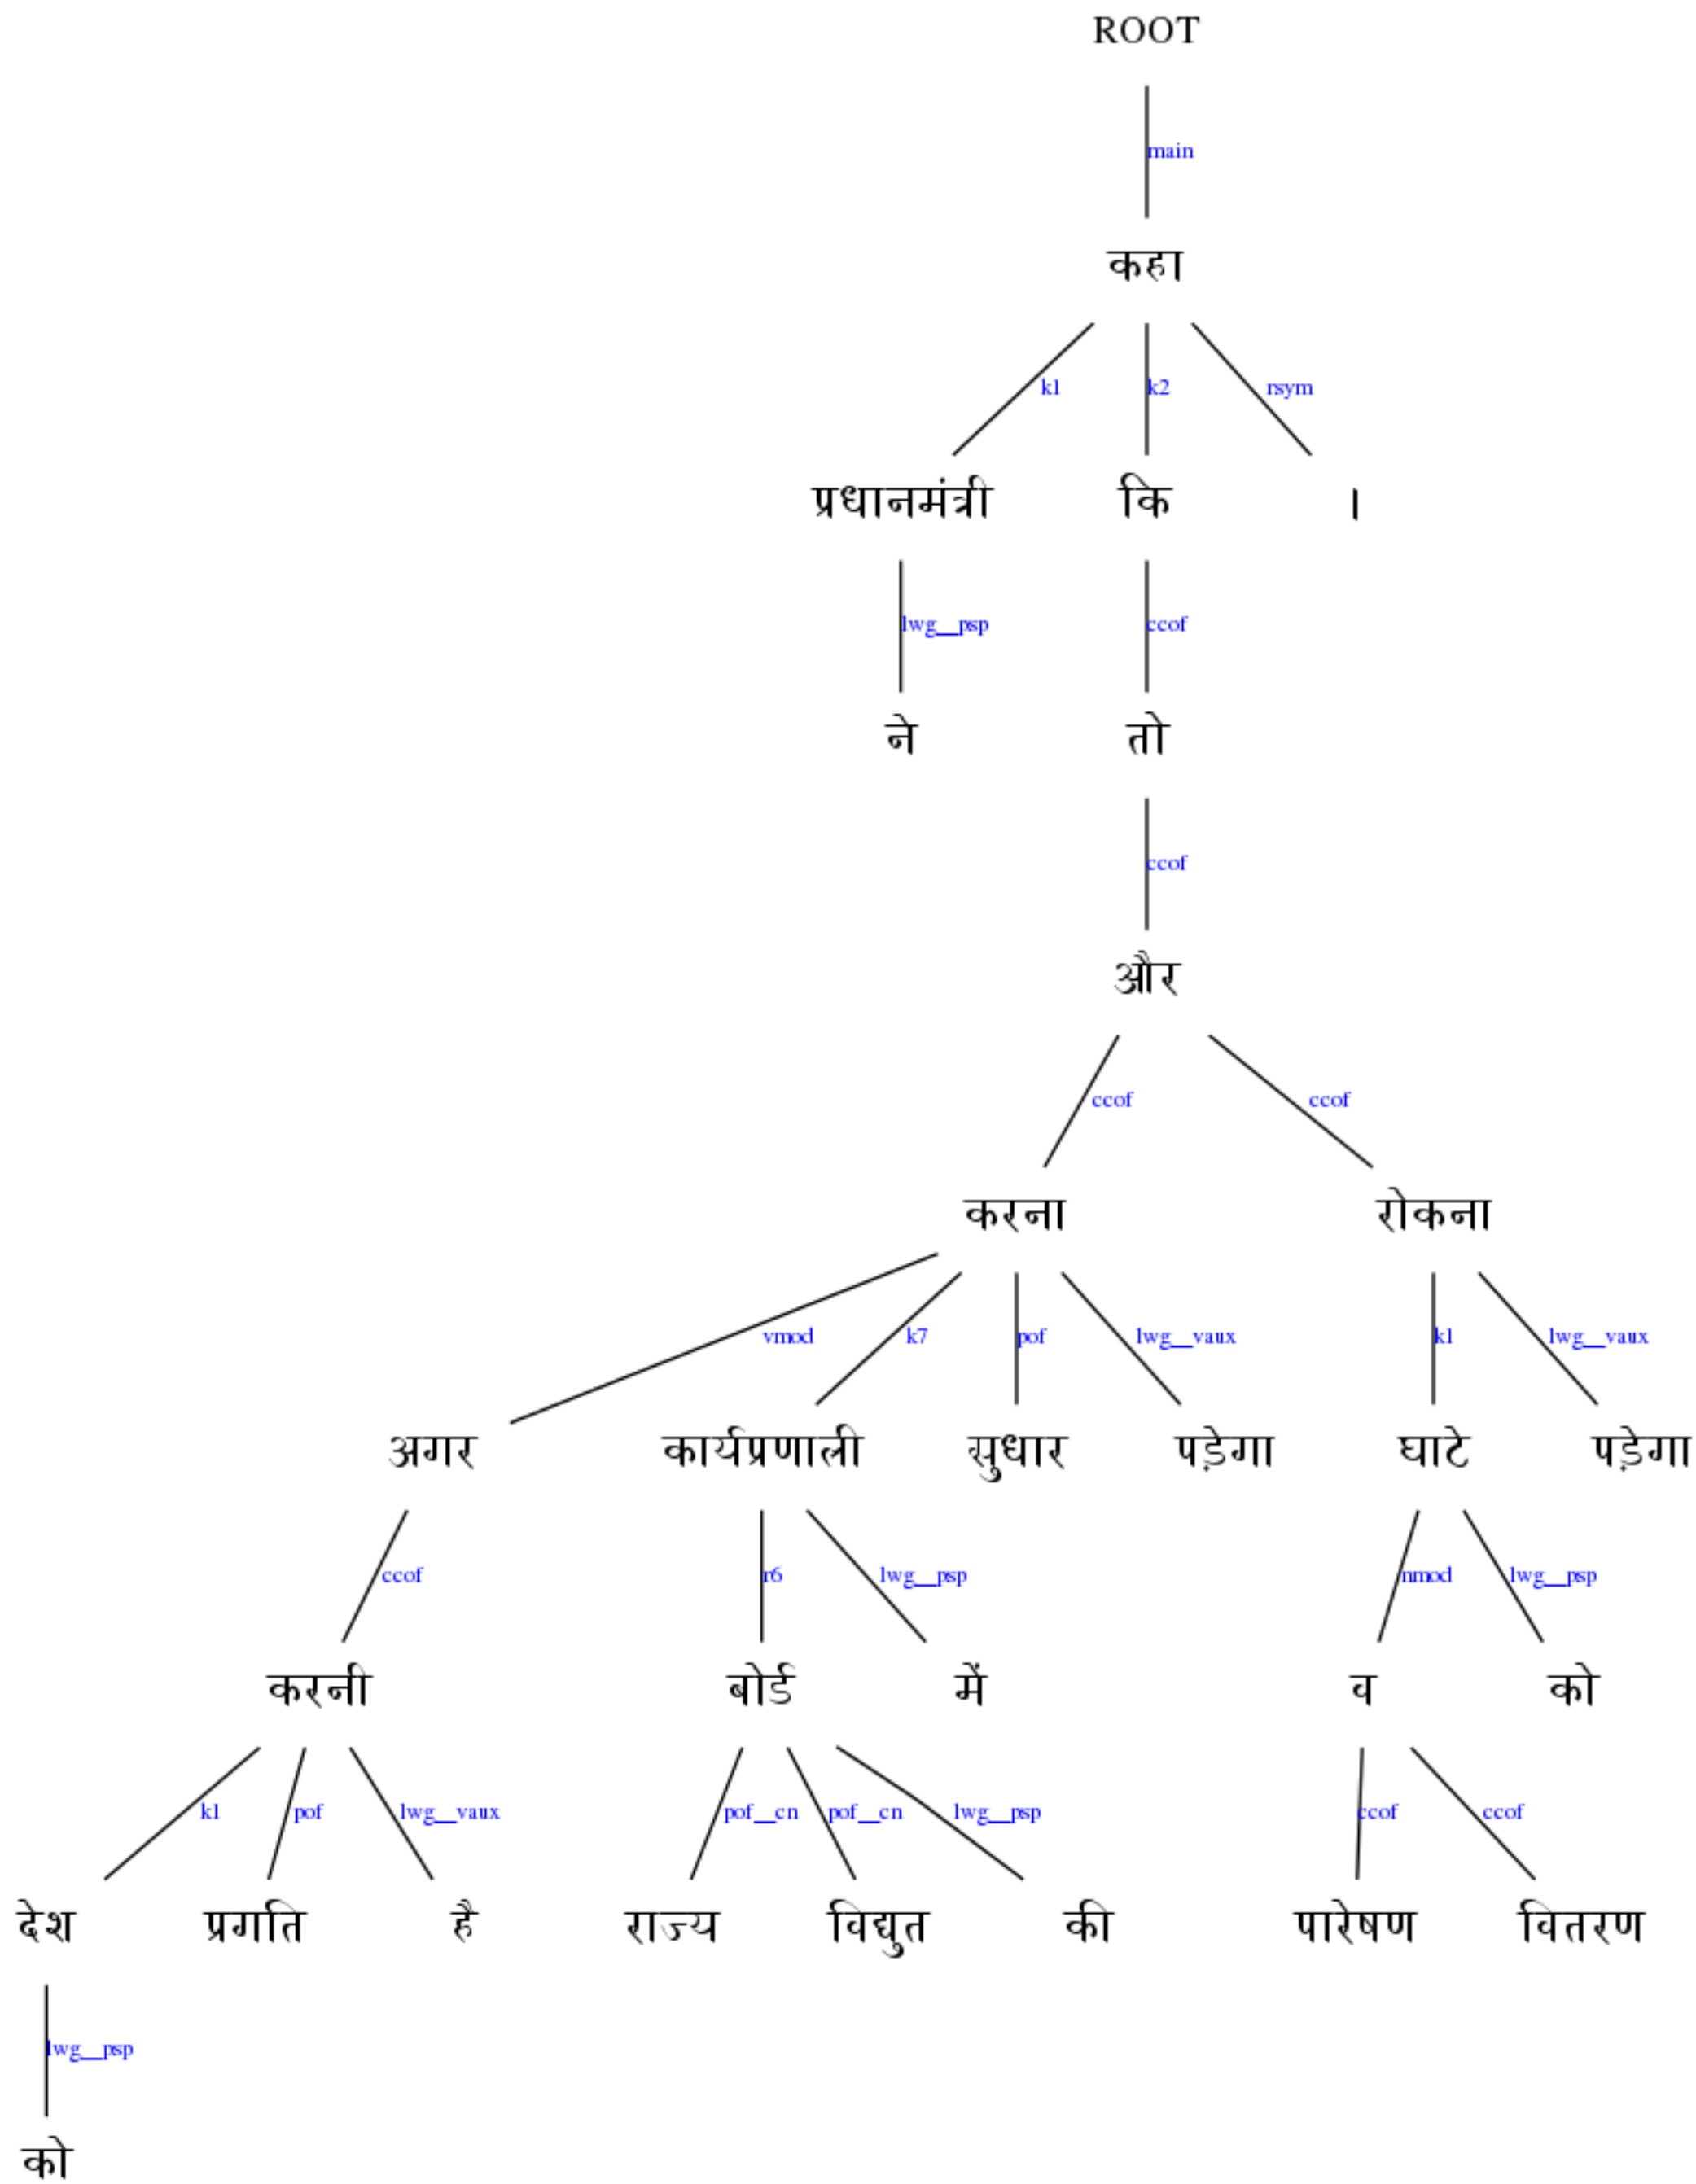 ROOT
main
कहा
k1 k2 rsym
प्रधानमंत्री कि ।
lwg__psp ccof
ने तो
ccof
और
ccof ccof
करना रोकना
vmod k7 pof lwg__vaux k1 lwg__vaux
अगर कार्यप्रणाली सुधार पड़ेगा घाटे पड़ेगा
ccof r6 lwg__psp nmod lwg__psp
करनी बोर्ड में व को
k1 pof lwg__vaux pof__cn pof__cn lwg__psp ccof ccof
देश प्रगति है राज्य विद्युत की पारेषण वितरण
lwg__psp
को